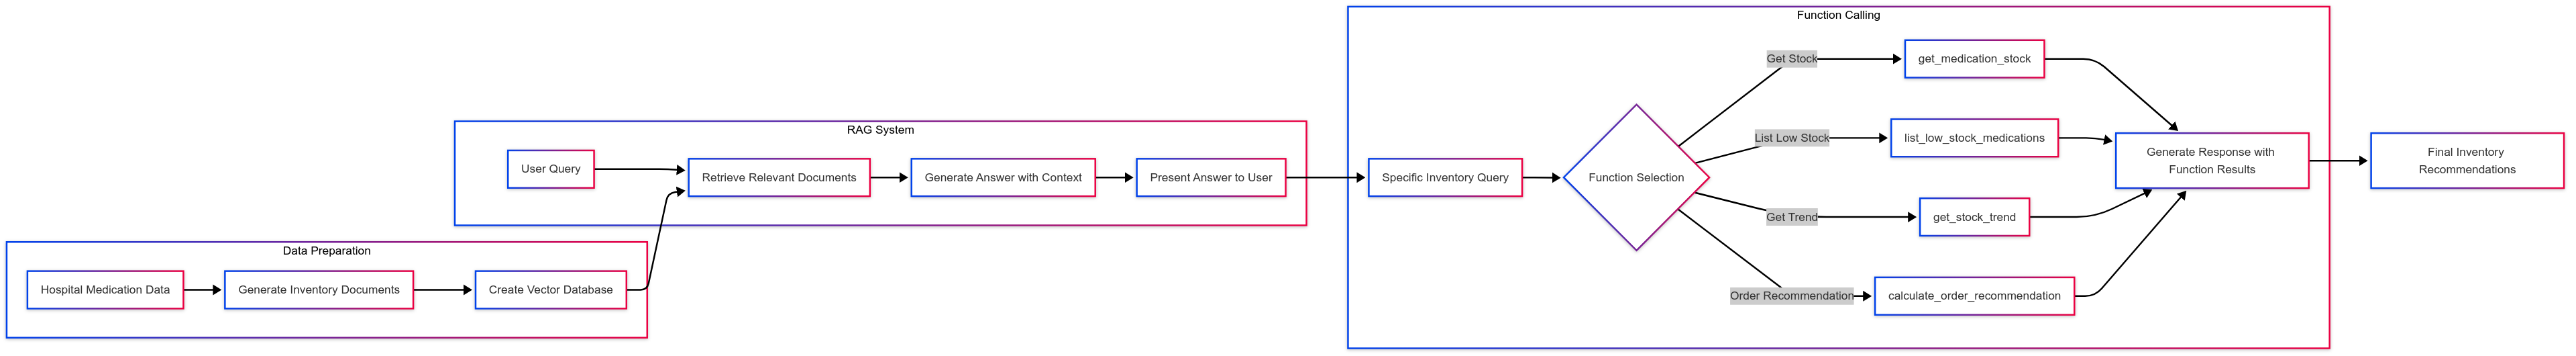 Data Preparation
Hospital Medication Data
Generate Inventory Documents
Create Vector Database
RAG System
User Query
Retrieve Relevant Documents
Generate Answer with Context
Present Answer to User
Function Calling
Specific Inventory Query
Function Selection
Get Stock
get_medication_stock
List Low Stock
list_low_stock_medications
Get Trend
get_stock_trend
Order Recommendation
calculate_order_recommendation
Generate Response with
Function Results
Final Inventory
Recommendations